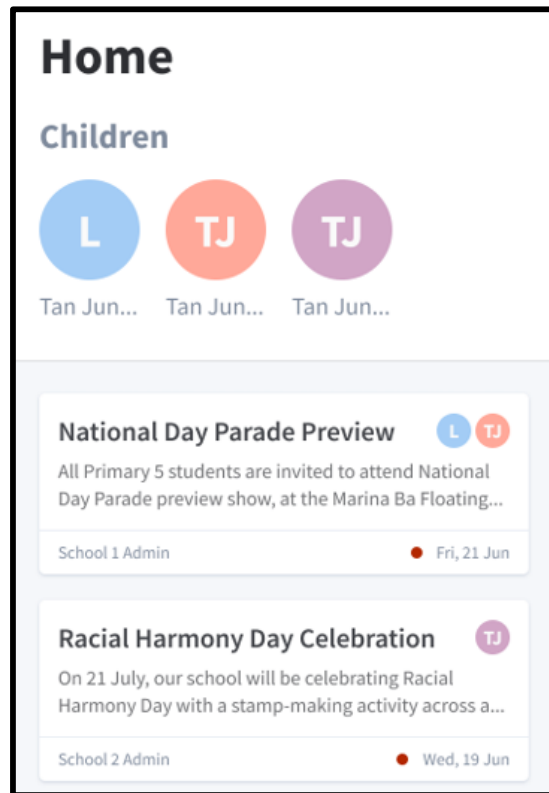 Home
Children
L TJ TJ
Tan Jun... Tan Jun... Tan Jun...
National Day Parade Preview L TJ
All Primary 5 students are invited to attend National
Day Parade preview show, at the Marina Ba Floating...
School 1 Admin Fri, 21 Jun
Racial Harmony Day Celebration TJ
On 21 July, our school will be celebrating Racial
Harmony Day with a stamp-making activity across a...
School 2 Admin Wed, 19 Jun